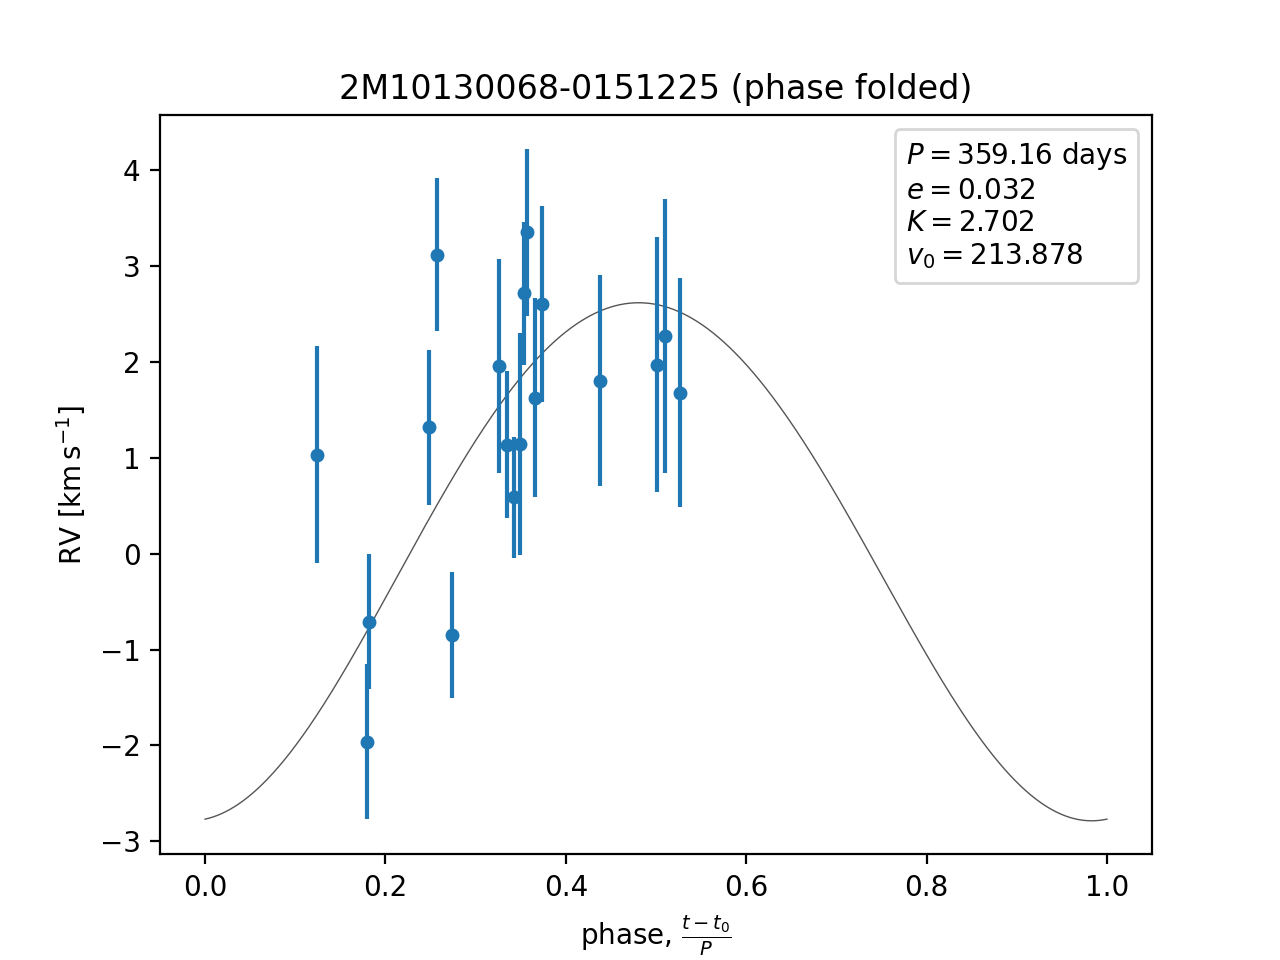 2M10130068-0151225 (phase folded)
P = 359.16 days
e = 0.032
K = 2.702
v₀ = 213.878
RV [km s⁻¹]
4
3
2
1
0
−1
−2
−3
0.0 0.2 0.4 0.6 0.8 1.0
phase, (t − t₀)/P